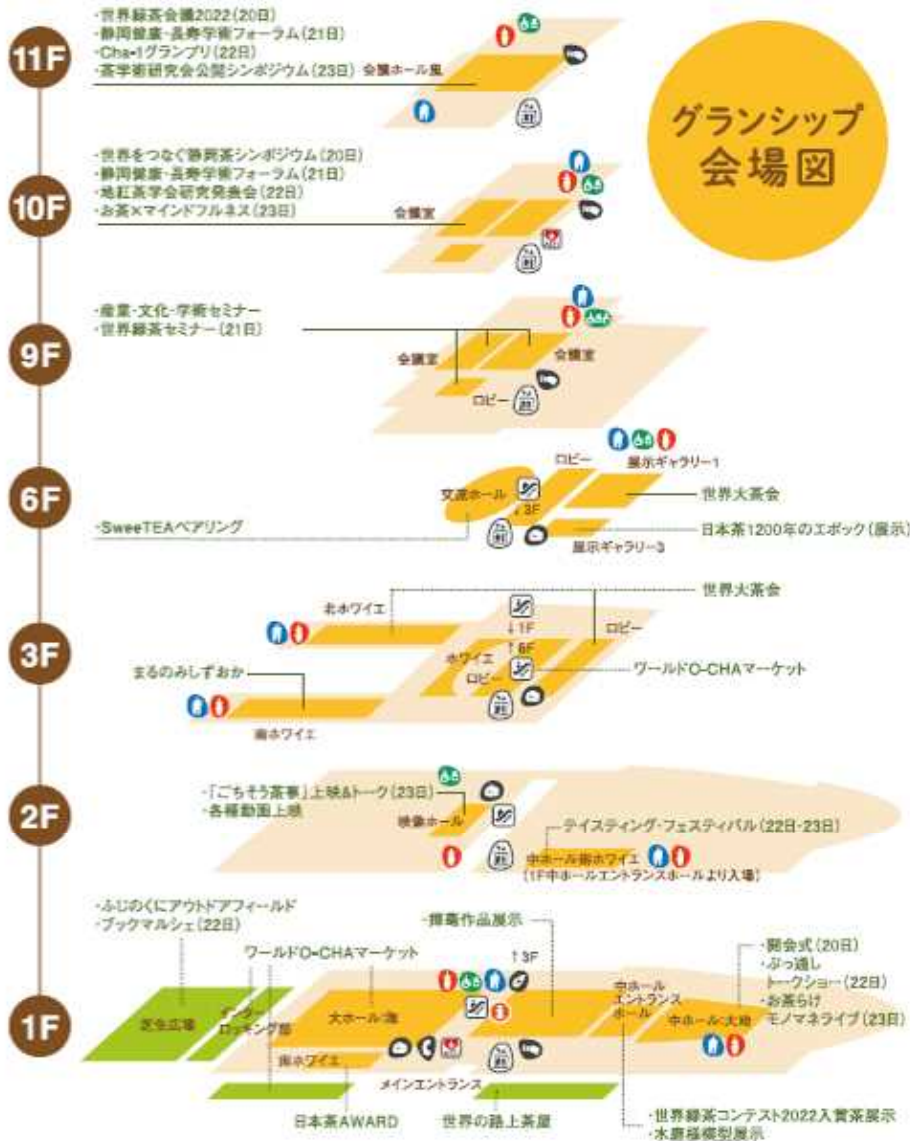 グランシップ
会場図
11F
・世界緑茶会議2022(20日)
・静岡健康・長寿学術フォーラム(21日)
・Cha-1グランプリ(22日)
・茶学術研究会公開シンポジウム(23日)
会議ホール風
10F
・世界をつなぐ静岡茶シンポジウム(20日)
・静岡健康・長寿学術フォーラム(21日)
・地紅茶学会研究発表会(22日)
・お茶×マインドフルネス(23日)
会議室
9F
・産業・文化・学術セミナー
・世界緑茶セミナー(21日)
会議室
会議室
ロビー
6F
ロビー
展示ギャラリー1
交流ホール
↓3F
世界大茶会
・SweeTEAペアリング
日本茶1200年のエポック(展示)
展示ギャラリー3
3F
世界大茶会
北ホワイエ
↓1F
↑6F
ロビー
ホワイエ
ロビー
ワールドO-CHAマーケット
まるのみしずおか
南ホワイエ
2F
・「ごちそう茶事」上映&トーク(23日)
・各種動画上映
映像ホール
テイスティング・フェスティバル(22日-23日)
中ホール南ホワイエ
(1F中ホールエントランスホールより入場)
1F
・ふじのくにアウトドアフィールド
・ブックマルシェ(22日)
ワールドO-CHAマーケット
・揮毫作品展示
↑3F
・開会式(20日)
・ぶっ通し
トークショー(22日)
・お茶らけ
モノマネライブ(23日)
芝生広場
インター
ロッキング部
大ホール・海
中ホール
エントランス
ホール
中ホール・大地
南ホワイエ
メインエントランス
日本茶AWARD
世界の路上茶屋
・世界緑茶コンテスト2022入賞茶展示